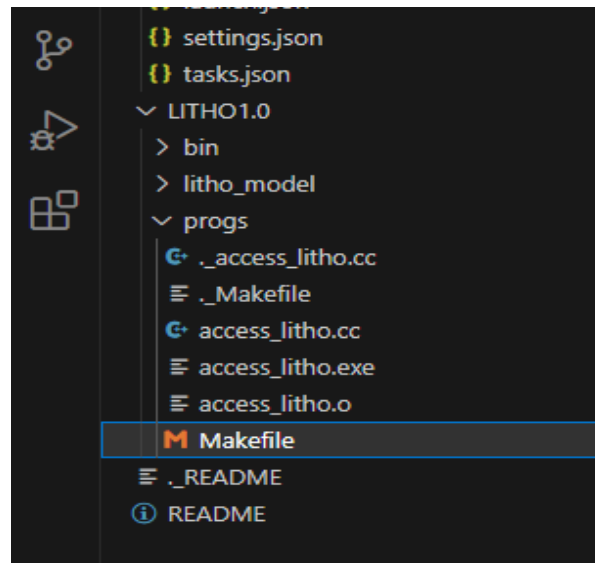 {} settings.json
{} tasks.json
LITHO1.0
bin
litho_model
progs
._access_litho.cc
._Makefile
access_litho.cc
access_litho.exe
access_litho.o
M Makefile
._README
README